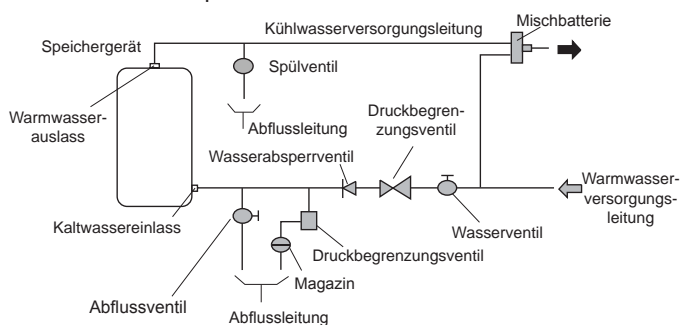 Kühlwasserversorgungsleitung
Mischbatterie
Speichergerät
Spülventil
Warmwasser-
auslass
Abflussleitung
Druckbegren-
zungsventil
Wasserabsperrventil
Warmwasser-
versorgungs-
leitung
Kaltwassereinlass
Wasserventil
Druckbegrenzungsventil
Magazin
Abflussventil
Abflussleitung